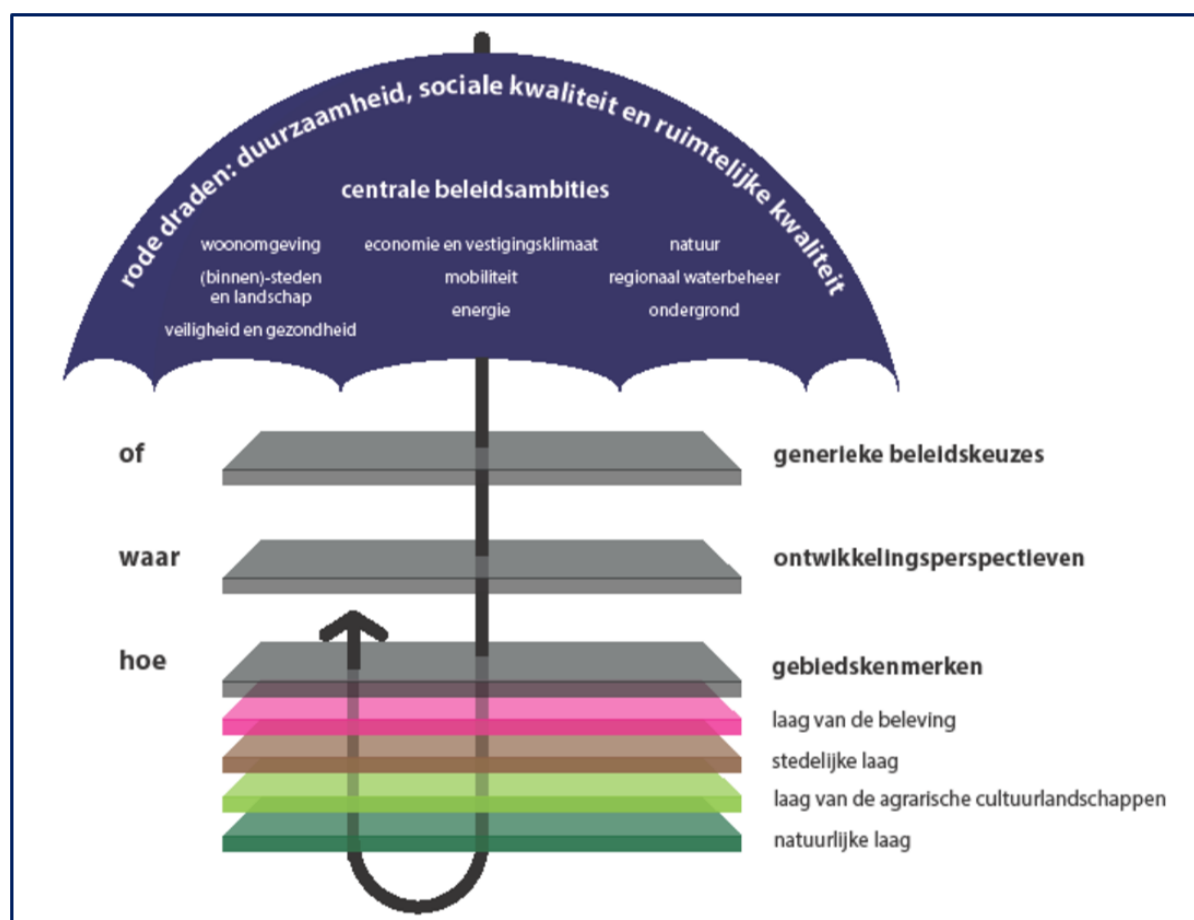 rode draden: duurzaamheid, sociale kwaliteit en ruimtelijke kwaliteit
centrale beleidsambities
woonomgeving
(binnen)-steden
en landschap
veiligheid en gezondheid
economie en vestigingsklimaat
mobiliteit
energie
natuur
regionaal waterbeheer
ondergrond
of
generieke beleidskeuzes
waar
ontwikkelingsperspectieven
hoe
gebiedskenmerken
laag van de beleving
stedelijke laag
laag van de agrarische cultuurlandschappen
natuurlijke laag